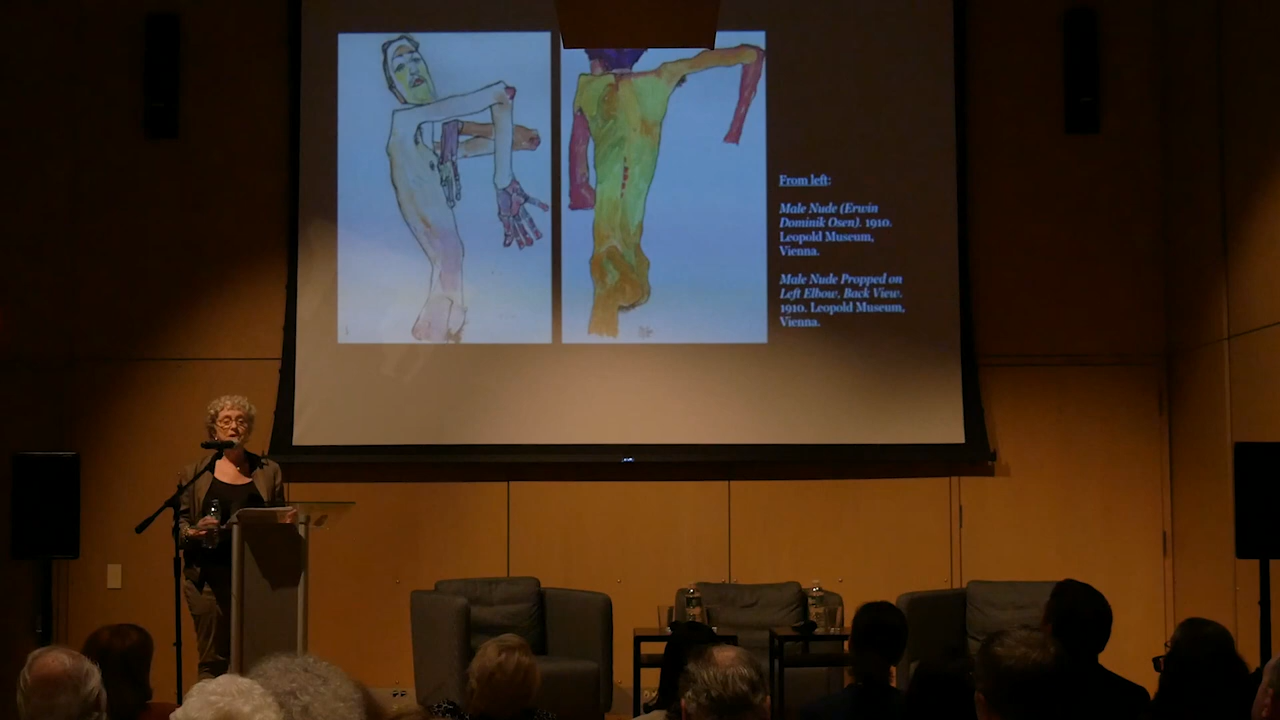 From left:
Male Nude (Erwin
Dominik Osen). 1910.
Leopold Museum,
Vienna.
Male Nude Propped on
Left Elbow, Back View.
1910. Leopold Museum,
Vienna.